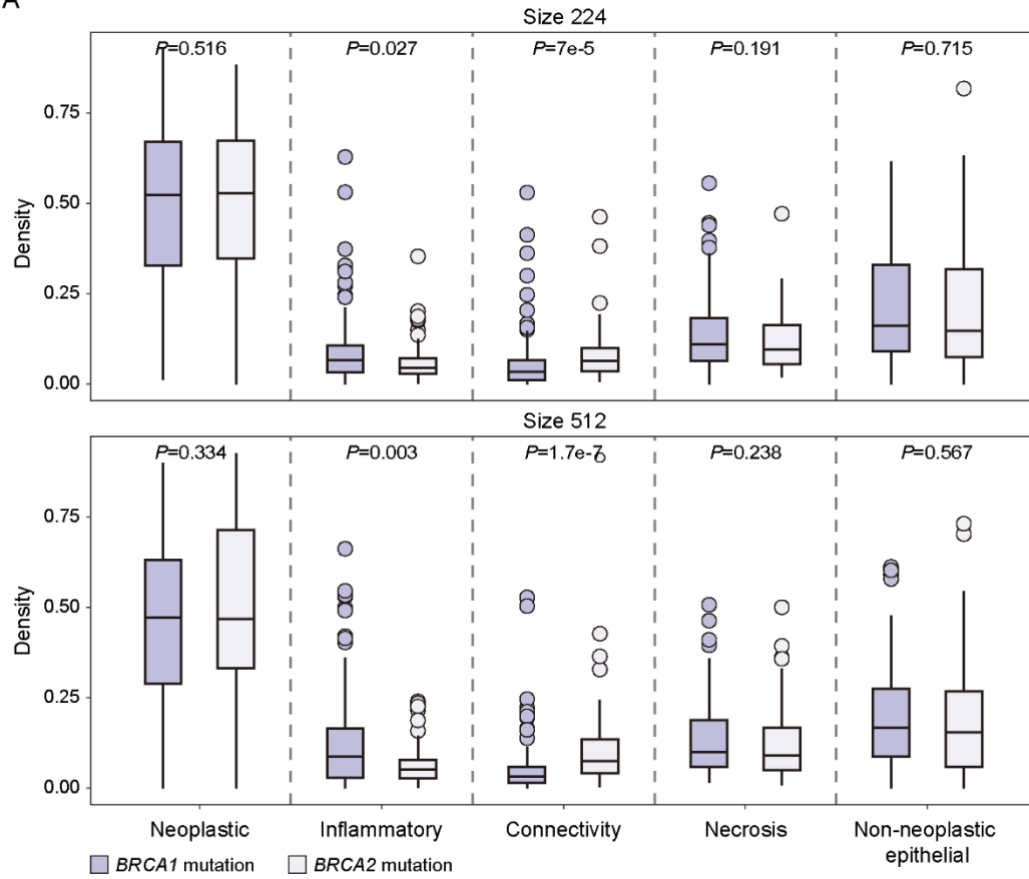 A
Size 224
P=0.516 P=0.027 P=7e-5 P=0.191 P=0.715
0.75
0.50
0.25
0.00
Density
Size 512
P=0.334 P=0.003 P=1.7e-7 P=0.238 P=0.567
0.75
0.50
0.25
0.00
Density
Neoplastic Inflammatory Connectivity Necrosis Non-neoplastic
epithelial
BRCA1 mutation BRCA2 mutation